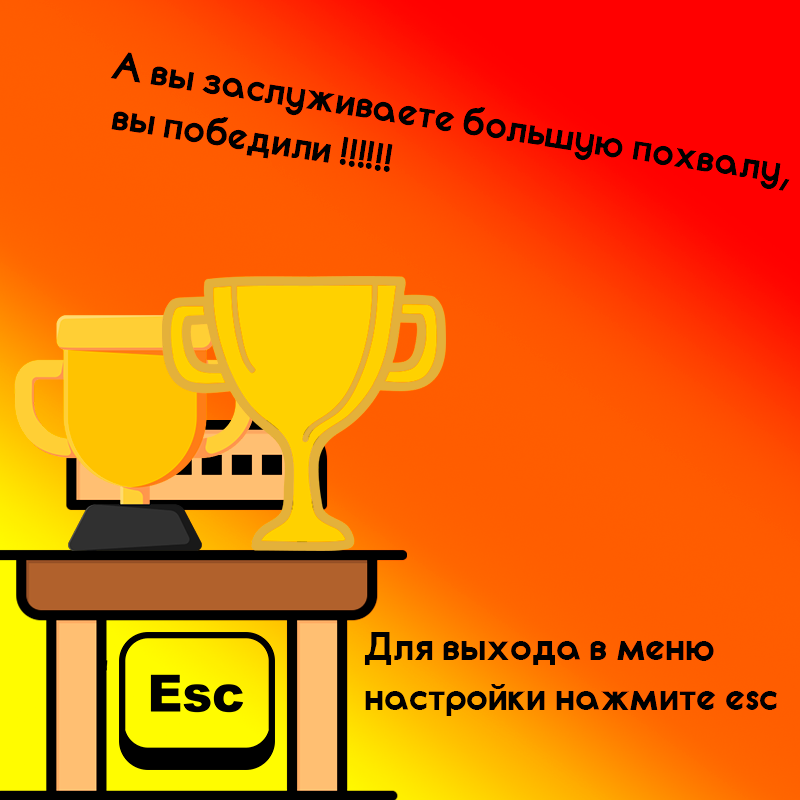 А вы заслуживаете большую похвалу,
вы победили !!!!!!
Esc
Для выхода в меню
настройки нажмите esc